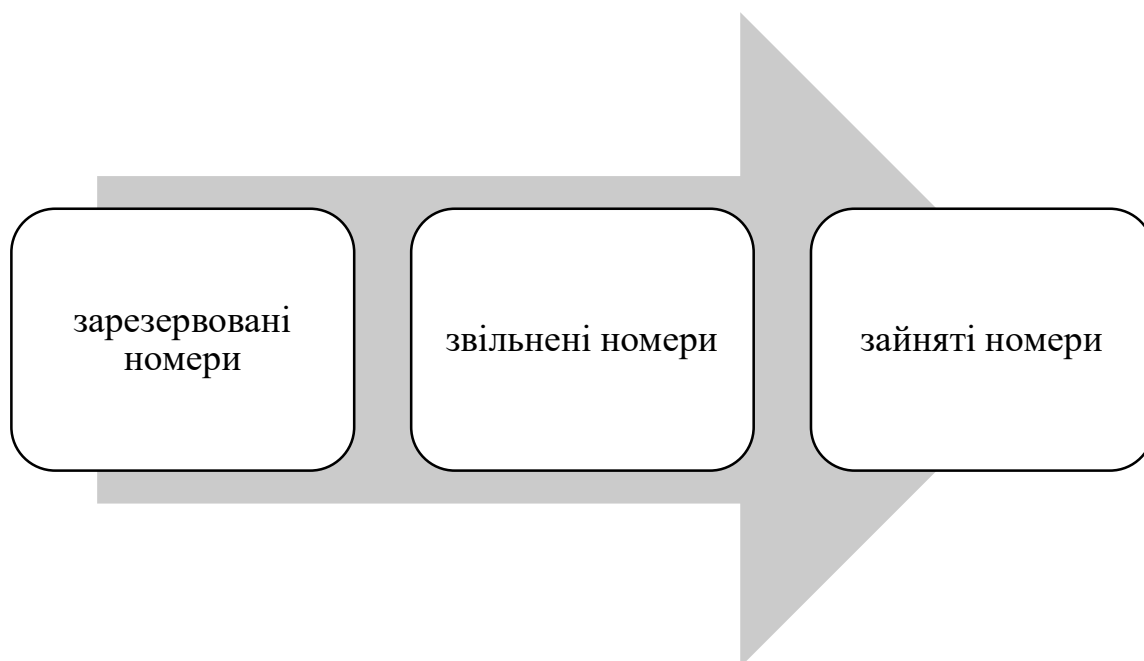 зарезервовані
номери
звільнені номери
зайняті номери